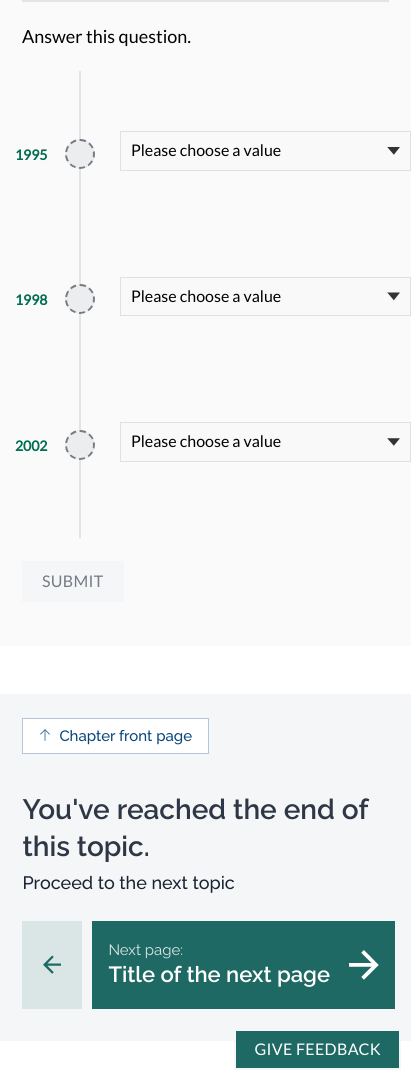 Answer this question.
1995
Please choose a value
1998
Please choose a value
2002
Please choose a value
SUBMIT
Chapter front page
You've reached the end of
this topic.
Proceed to the next topic
Next page:
Title of the next page
GIVE FEEDBACK